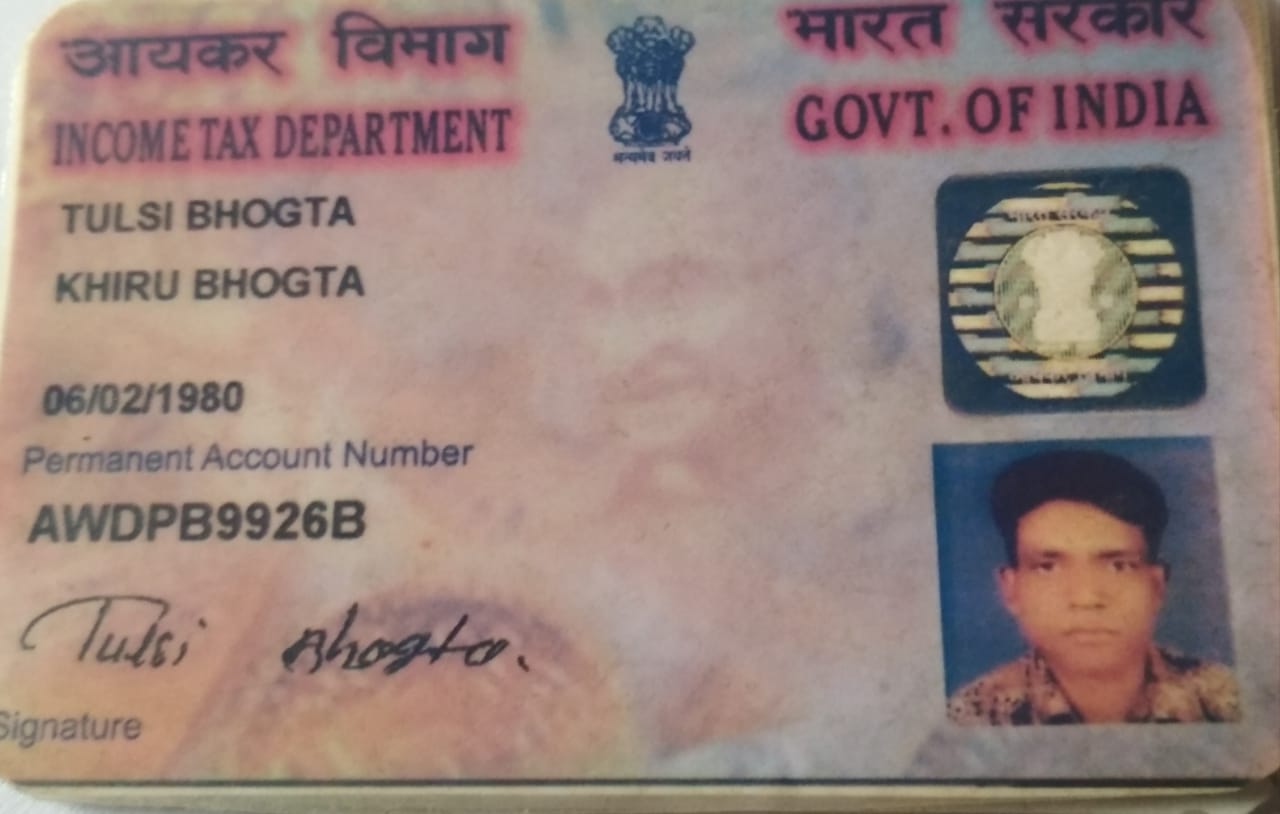 आयकर विभाग
भारत सरकार
INCOME TAX DEPARTMENT
GOVT. OF INDIA
सत्यमेव जयते
TULSI BHOGTA
KHIRU BHOGTA
06/02/1980
Permanent Account Number
AWDPB9926B
Tulsi Bhogta.
Signature